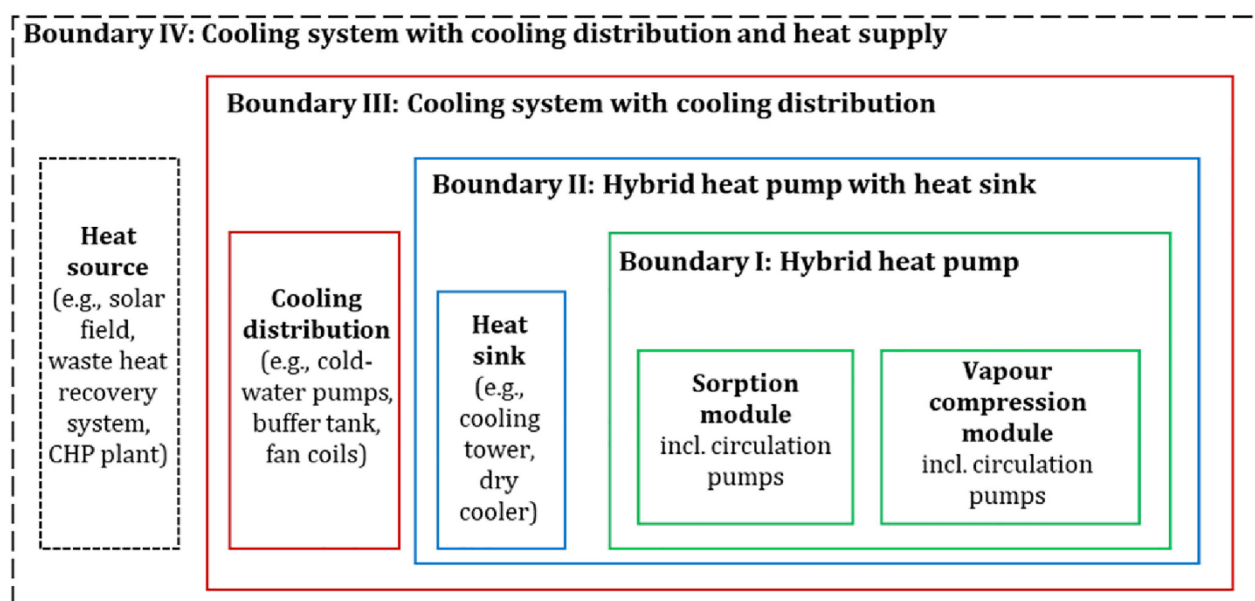 Boundary IV: Cooling system with cooling distribution and heat supply
Boundary III: Cooling system with cooling distribution
Boundary II: Hybrid heat pump with heat sink
Boundary I: Hybrid heat pump
Heat
source
(e.g., solar
field,
waste heat
recovery
system,
CHP plant)
Cooling
distribution
(e.g., cold-
water pumps,
buffer tank,
fan coils)
Heat
sink
(e.g.,
cooling
tower,
dry
cooler)
Sorption
module
incl. circulation
pumps
Vapour
compression
module
incl. circulation
pumps